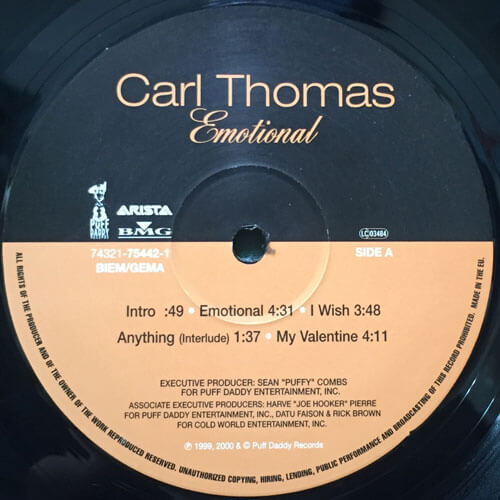 Carl Thomas
Emotional
PUFF DADDY
ARISTA
BMG
LC 03484
74321-75442-1
BIEM/GEMA
SIDE A
Intro :49 • Emotional 4:31 • I Wish 3:48
Anything (Interlude) 1:37 • My Valentine 4:11
EXECUTIVE PRODUCER: SEAN "PUFFY" COMBS
FOR PUFF DADDY ENTERTAINMENT, INC.
ASSOCIATE EXECUTIVE PRODUCERS: HARVE "JOE HOOKER" PIERRE
FOR PUFF DADDY ENTERTAINMENT, INC., DATU FAISON & RICK BROWN
FOR COLD WORLD ENTERTAINMENT, INC.
℗ 1999, 2000 & © Puff Daddy Records
ALL RIGHTS OF THE PRODUCER AND OF THE OWNER OF THE WORK REPRODUCED RESERVED. UNAUTHORIZED COPYING, HIRING, LENDING, PUBLIC PERFORMANCE AND BROADCASTING OF THIS RECORD PROHIBITED. MADE IN THE EU.